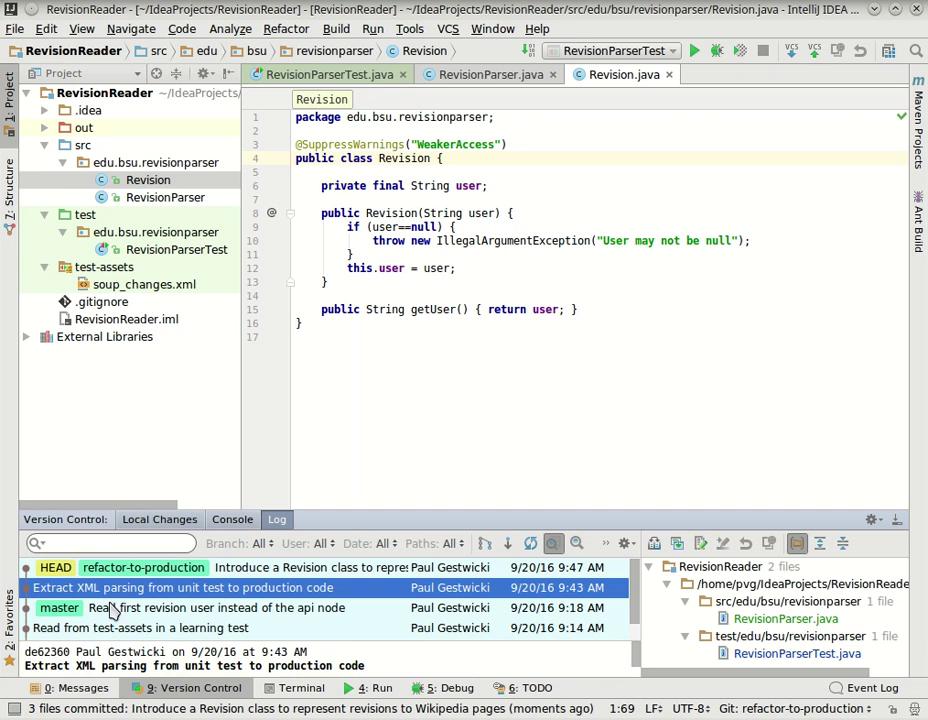 RevisionReader - [~/IdeaProjects/RevisionReader] - [RevisionReader] - ~/IdeaProjects/RevisionReader/src/edu/bsu/revisionparser/Revision.java - IntelliJ IDEA ...
File Edit View Navigate Code Analyze Refactor Build Run Tools VCS Window Help
RevisionReader src edu bsu revisionparser Revision RevisionParserTest VCS VCS
1: Project
7: Structure
2: Favorites
Project
RevisionParserTest.java RevisionParser.java Revision.java
RevisionReader ~/IdeaProjects/
.idea
out
src
edu.bsu.revisionparser
Revision
RevisionParser
test
edu.bsu.revisionparser
RevisionParserTest
test-assets
soup_changes.xml
.gitignore
RevisionReader.iml
External Libraries
Revision
1 package edu.bsu.revisionparser;
2
3 @SuppressWarnings("WeakerAccess")
4 public class Revision {
5
6 private final String user;
7
8 @ public Revision(String user) {
9 if (user==null) {
10 throw new IllegalArgumentException("User may not be null");
11 }
12 this.user = user;
13 }
14
15 public String getUser() { return user; }
16 }
17
Maven Projects
Ant Build
Version Control: Local Changes Console Log
Branch: All User: All Date: All Paths: All
HEAD refactor-to-production Introduce a Revision class to repres Paul Gestwicki 9/20/16 9:47 AM
Extract XML parsing from unit test to production code Paul Gestwicki 9/20/16 9:43 AM
master Read first revision user instead of the api node Paul Gestwicki 9/20/16 9:18 AM
Read from test-assets in a learning test Paul Gestwicki 9/20/16 9:14 AM
de62360 Paul Gestwicki on 9/20/16 at 9:43 AM
Extract XML parsing from unit test to production code
RevisionReader 2 files
/home/pvg/IdeaProjects/RevisionReade
src/edu/bsu/revisionparser 1 file
RevisionParser.java
test/edu/bsu/revisionparser 1 file
RevisionParserTest.java
0: Messages 9: Version Control Terminal 4: Run 5: Debug 6: TODO Event Log
3 files committed: Introduce a Revision class to represent revisions to Wikipedia pages (moments ago) 1:69 LF UTF-8 Git: refactor-to-production